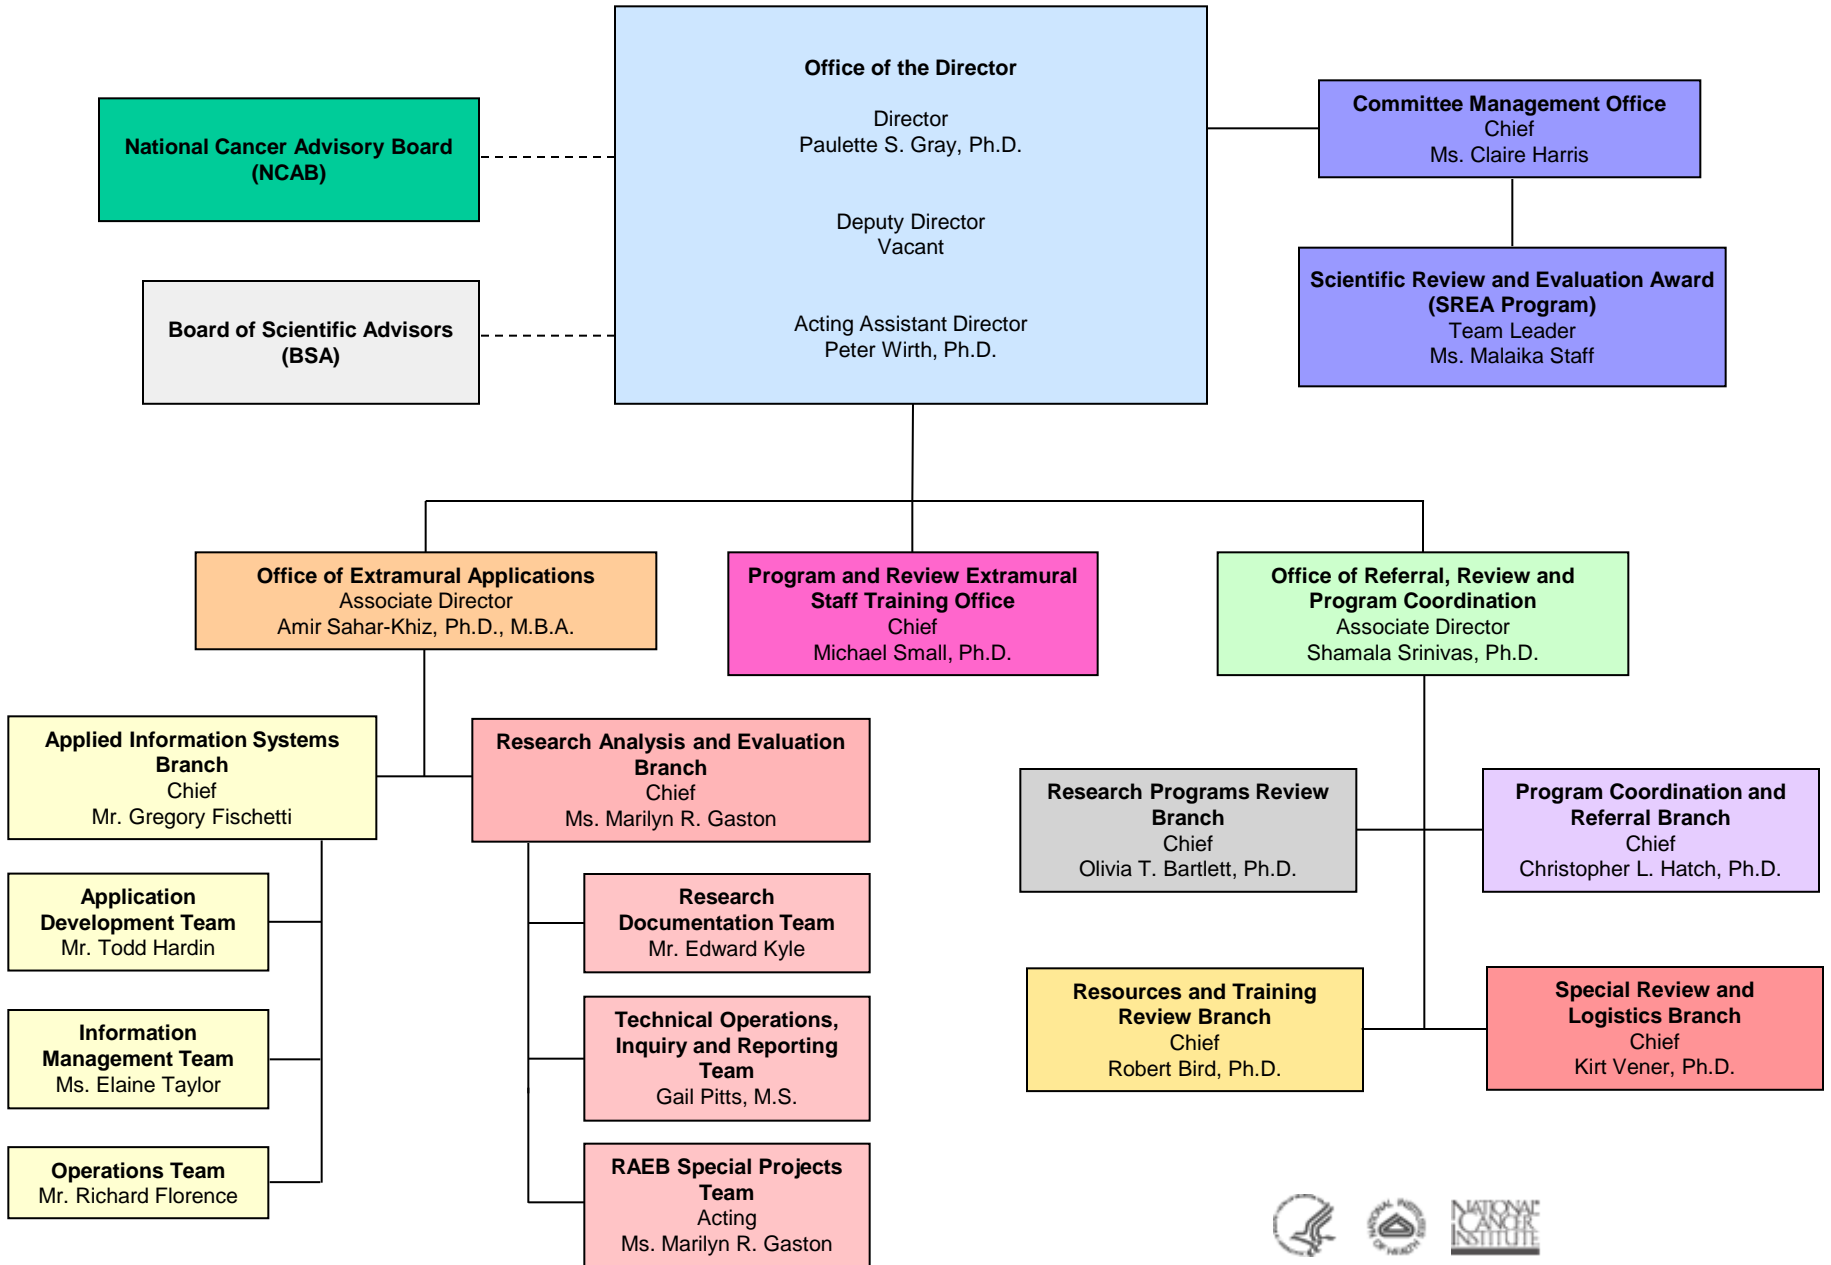 Office of the Director
Director
Paulette S. Gray, Ph.D.
Deputy Director
Vacant
Acting Assistant Director
Peter Wirth, Ph.D.
National Cancer Advisory Board
(NCAB)
Board of Scientific Advisors
(BSA)
Committee Management Office
Chief
Ms. Claire Harris
Scientific Review and Evaluation Award
(SREA Program)
Team Leader
Ms. Malaika Staff
Office of Extramural Applications
Associate Director
Amir Sahar-Khiz, Ph.D., M.B.A.
Program and Review Extramural
Staff Training Office
Chief
Michael Small, Ph.D.
Office of Referral, Review and
Program Coordination
Associate Director
Shamala Srinivas, Ph.D.
Applied Information Systems
Branch
Chief
Mr. Gregory Fischetti
Application
Development Team
Mr. Todd Hardin
Information
Management Team
Ms. Elaine Taylor
Operations Team
Mr. Richard Florence
Research Analysis and Evaluation
Branch
Chief
Ms. Marilyn R. Gaston
Research
Documentation Team
Mr. Edward Kyle
Technical Operations,
Inquiry and Reporting
Team
Gail Pitts, M.S.
RAEB Special Projects
Team
Acting
Ms. Marilyn R. Gaston
Research Programs Review
Branch
Chief
Olivia T. Bartlett, Ph.D.
Program Coordination and
Referral Branch
Chief
Christopher L. Hatch, Ph.D.
Resources and Training
Review Branch
Chief
Robert Bird, Ph.D.
Special Review and
Logistics Branch
Chief
Kirt Vener, Ph.D.
NATIONAL INSTITUTES
OF HEALTH
NATIONAL
CANCER
INSTITUTE